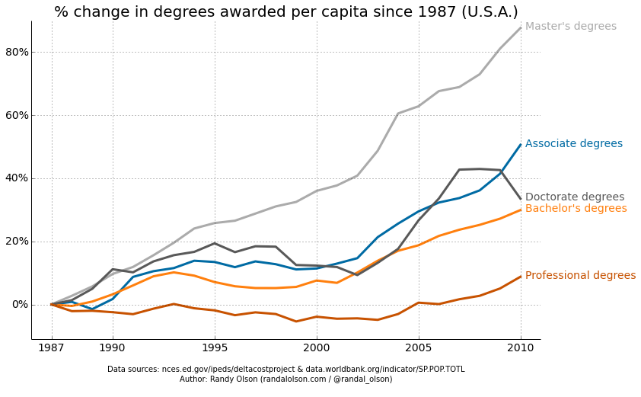 % change in degrees awarded per capita since 1987 (U.S.A.)
Master's degrees
80%
60%
Associate degrees
40%
Doctorate degrees
Bachelor's degrees
20%
Professional degrees
0%
1987 1990 1995 2000 2005 2010
Data sources: nces.ed.gov/ipeds/deltacostproject & data.worldbank.org/indicator/SP.POP.TOTL
Author: Randy Olson (randalolson.com / @randal_olson)